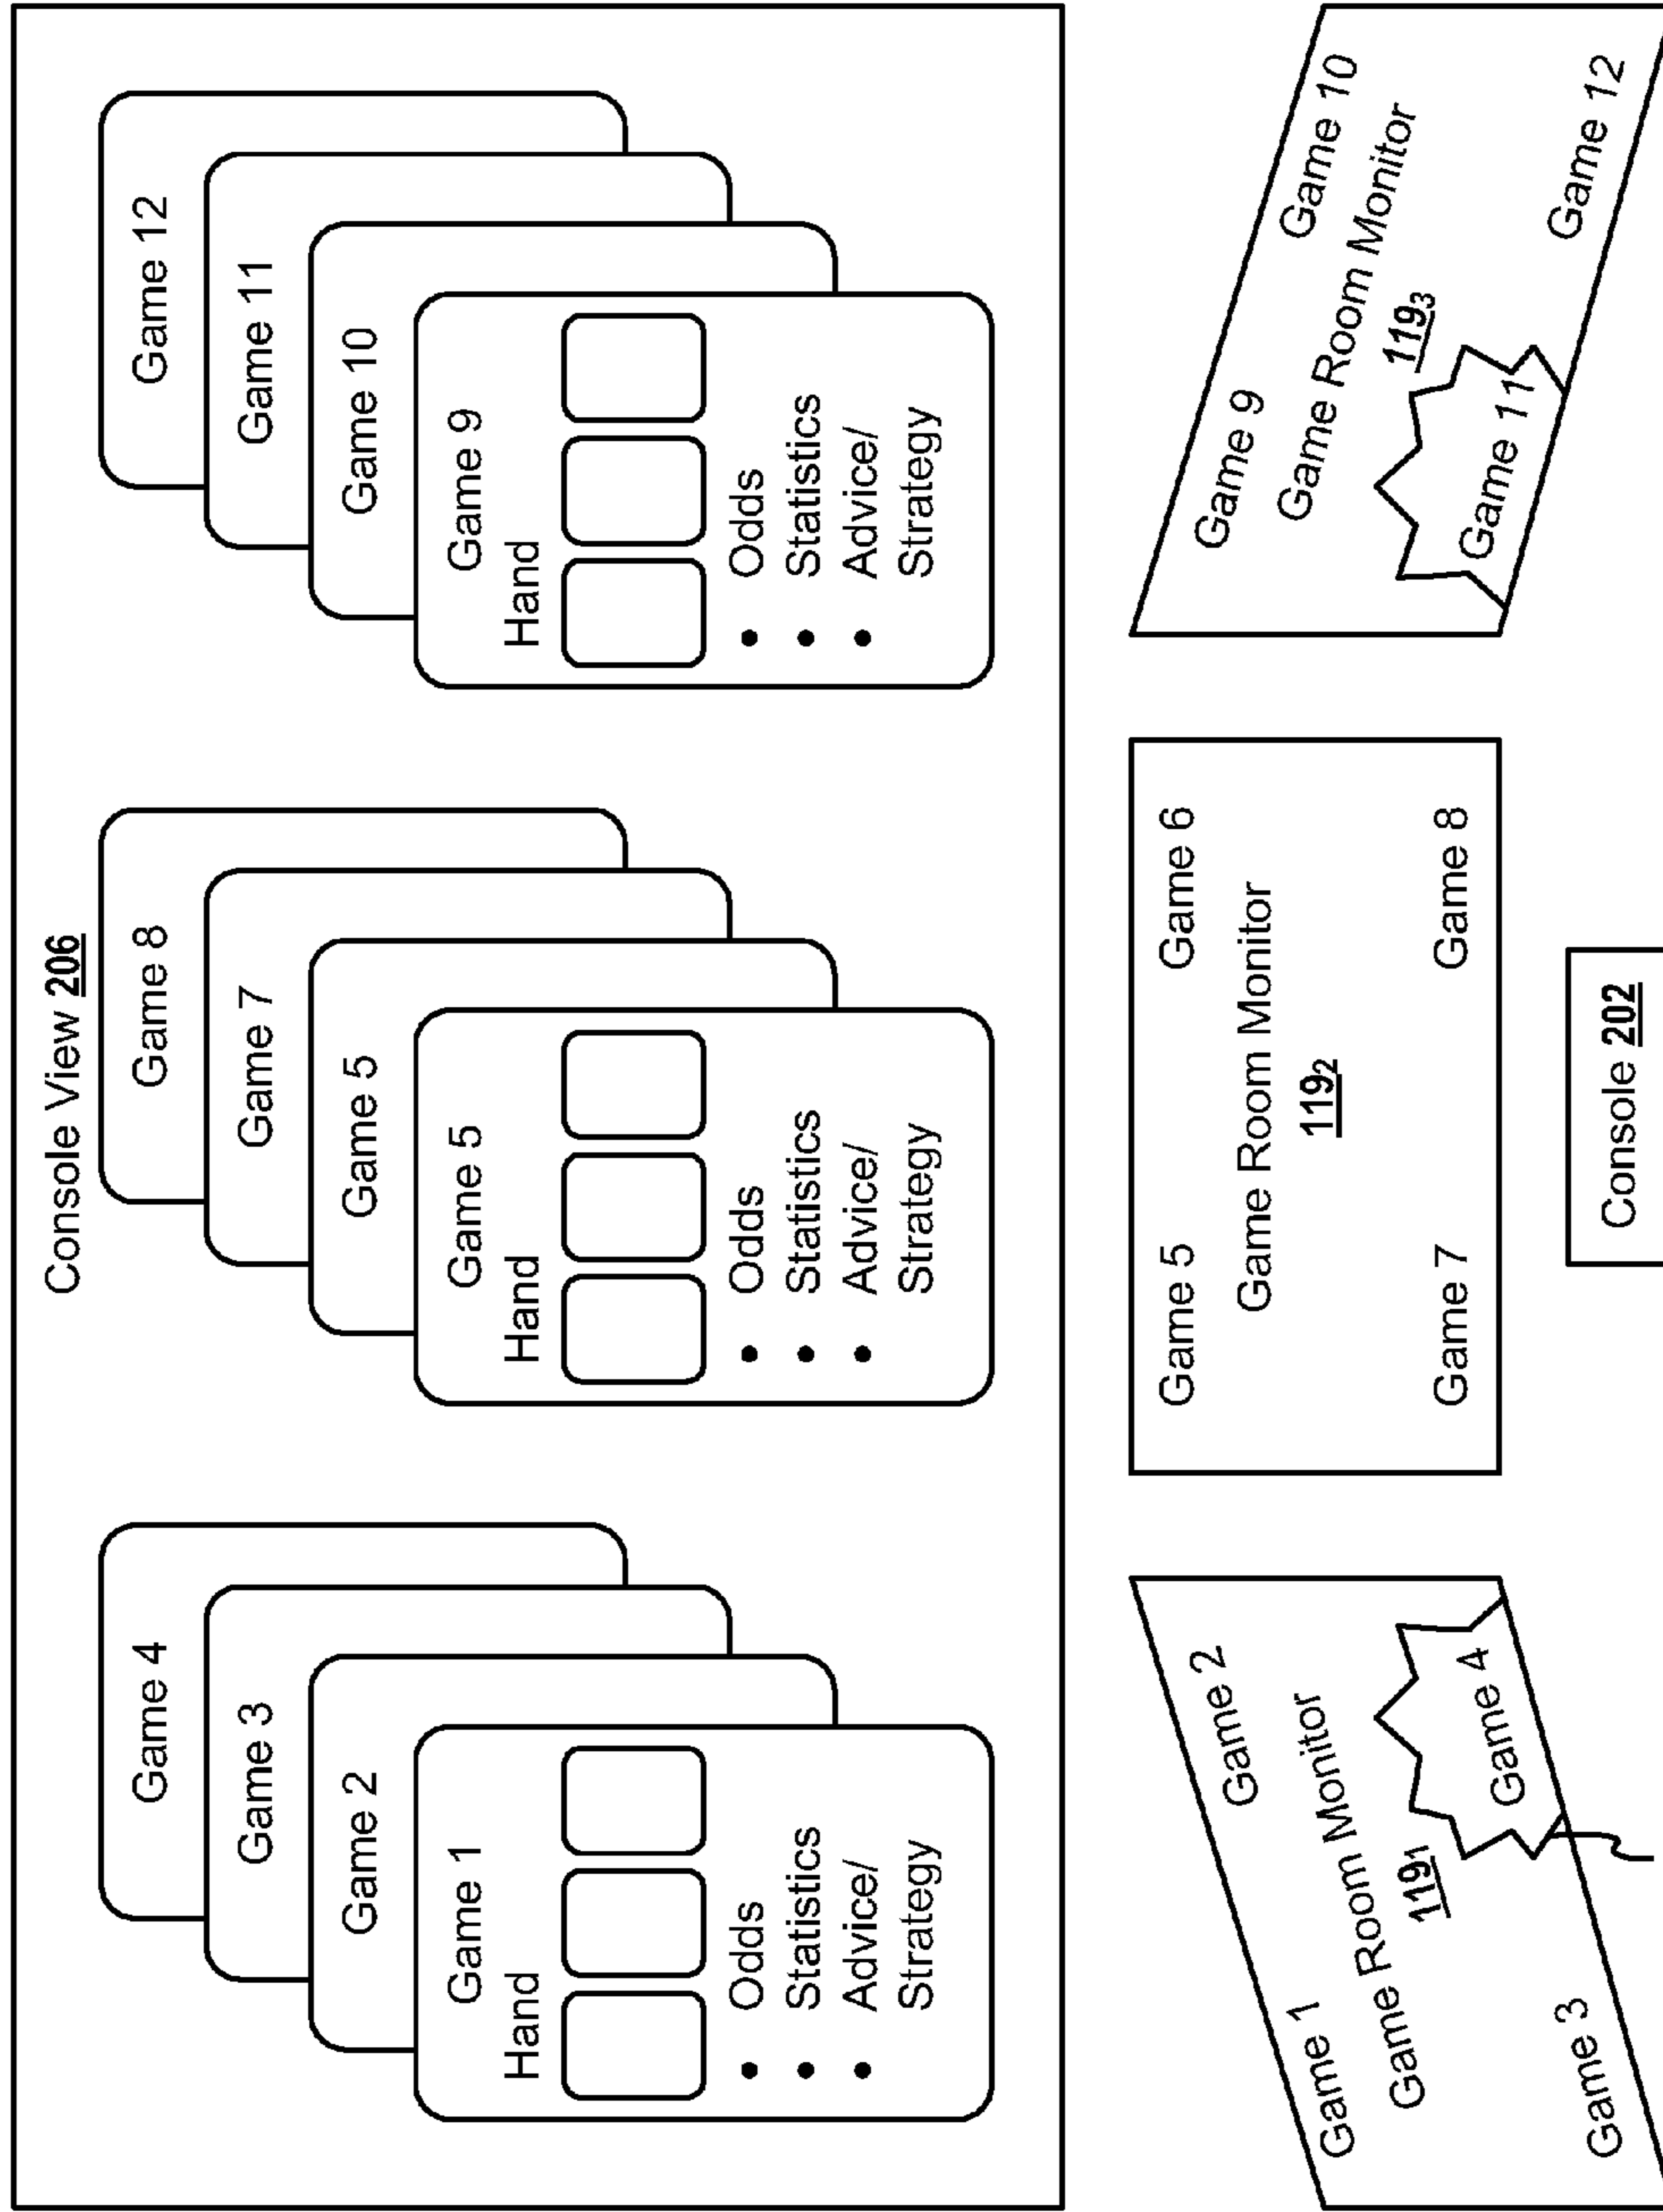 Console View 206
Game 4
Game 3
Game 2
Game 1
Hand
• Odds
• Statistics
• Advice/
Strategy
Game 8
Game 7
Game 5
Game 5
Hand
• Odds
• Statistics
• Advice/
Strategy
Game 12
Game 11
Game 10
Game 9
Hand
• Odds
• Statistics
• Advice/
Strategy
Game 1
Game 2
Game Room Monitor
119₁
Game 3
Game 4
Game 5
Game 6
Game Room Monitor
119₂
Game 7
Game 8
Game 9
Game 10
Game Room Monitor
119₃
Game 11
Game 12
Console 202